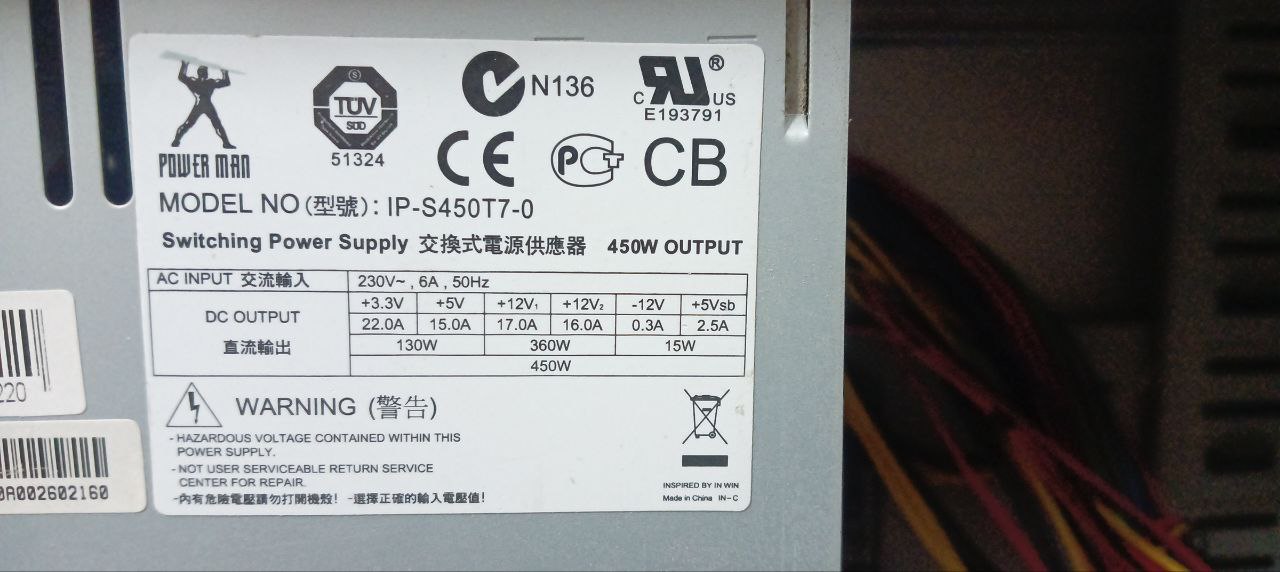 POWER MAN
TÜV
SÜD
51324
N136
C US
E193791
CE
CB
MODEL NO (型號): IP-S450T7-0
Switching Power Supply 交換式電源供應器 450W OUTPUT
AC INPUT 交流輸入 230V~ , 6A , 50Hz
DC OUTPUT
直流輸出
+3.3V +5V +12V₁ +12V₂ -12V +5Vsb
22.0A 15.0A 17.0A 16.0A 0.3A 2.5A
130W 360W 15W
450W
WARNING (警告)
- HAZARDOUS VOLTAGE CONTAINED WITHIN THIS
POWER SUPPLY.
- NOT USER SERVICEABLE RETURN SERVICE
CENTER FOR REPAIR.
-內有危險電壓請勿打開機殼! -選擇正確的輸入電壓值!
INSPIRED BY IN WIN
Made in China IN-C
220
0A002602160